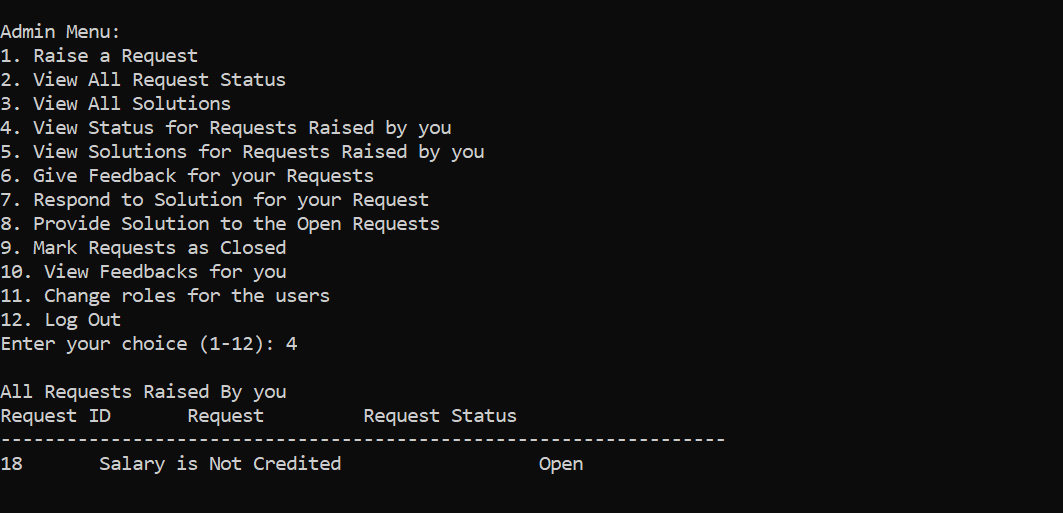 Admin Menu:
1. Raise a Request
2. View All Request Status
3. View All Solutions
4. View Status for Requests Raised by you
5. View Solutions for Requests Raised by you
6. Give Feedback for your Requests
7. Respond to Solution for your Request
8. Provide Solution to the Open Requests
9. Mark Requests as Closed
10. View Feedbacks for you
11. Change roles for the users
12. Log Out
Enter your choice (1-12): 4
All Requests Raised By you
Request ID       Request         Request Status
------------------------------------------------------------------
18       Salary is Not Credited                  Open